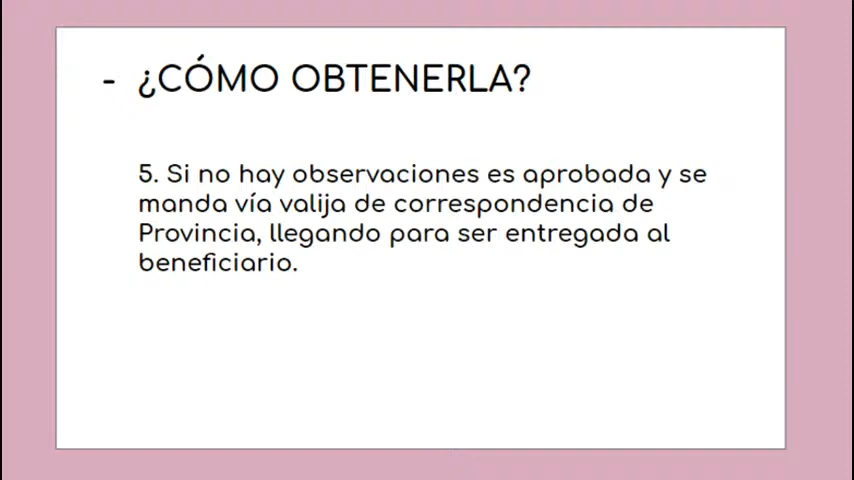 - ¿CÓMO OBTENERLA?
5. Si no hay observaciones es aprobada y se
manda vía valija de correspondencia de
Provincia, llegando para ser entregada al
beneficiario.